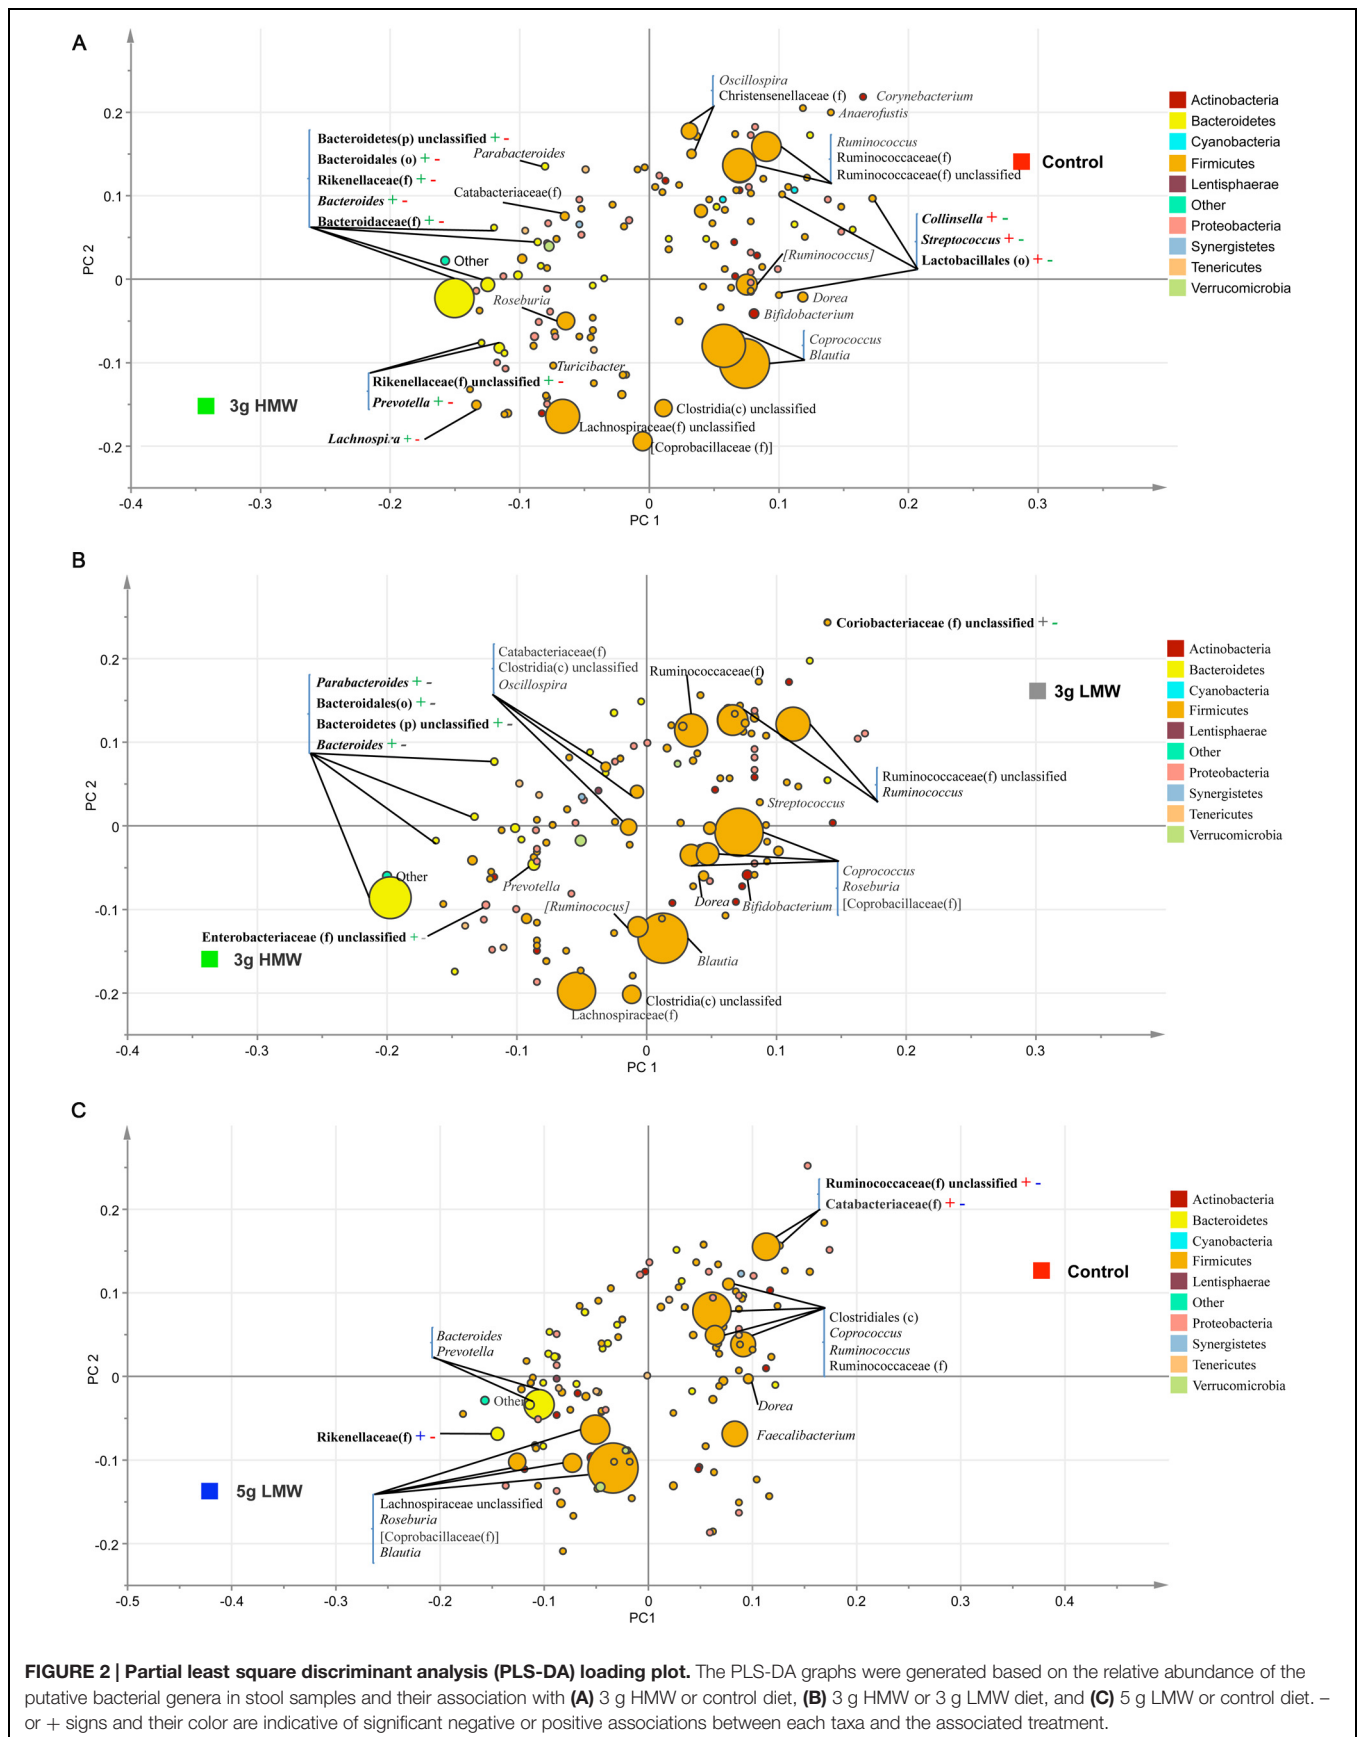 A
0.2
0.1
0
-0.1
-0.2
PC 2
-0.4
-0.3
-0.2
-0.1
0
0.1
0.2
0.3
PC 1
Bacteroidetes(p) unclassified + -
Bacteroidales (o) + -
Rikenellaceae(f) + -
Bacteroides + -
Bacteroidaceae(f) + -
Parabacteroides
Catabacteriaceae(f)
Other
Roseburia
Turicibacter
Rikenellaceae(f) unclassified + -
Prevotella + -
Lachnospira + -
3g HMW
Lachnospiraceae(f) unclassified
Clostridia(c) unclassified
[Coprobacillaceae (f)]
Oscillospira
Christensenellaceae (f)
Corynebacterium
Anaerofustis
Ruminococcus
Ruminococcaceae(f)
Ruminococcaceae(f) unclassified
Control
Collinsella + -
Streptococcus + -
Lactobacillales (o) + -
[Ruminococcus]
Dorea
Bifidobacterium
Coprococcus
Blautia
Actinobacteria
Bacteroidetes
Cyanobacteria
Firmicutes
Lentisphaerae
Other
Proteobacteria
Synergistetes
Tenericutes
Verrucomicrobia
B
0.2
0.1
0
-0.1
-0.2
PC 2
-0.4
-0.3
-0.2
-0.1
0
0.1
0.2
0.3
PC 1
Parabacteroides + -
Bacteroidales(o) + -
Bacteroidetes (p) unclassified + -
Bacteroides + -
Catabacteriaceae(f)
Clostridia(c) unclassified
Oscillospira
Ruminococcaceae(f)
Coriobacteriaceae (f) unclassified + -
3g LMW
Ruminococcaceae(f) unclassified
Ruminococcus
Streptococcus
Other
Prevotella
[Ruminococus]
Enterobacteriaceae (f) unclassified + -
3g HMW
Dorea
Bifidobacterium
Coprococcus
Roseburia
[Coprobacillaceae(f)]
Blautia
Clostridia(c) unclassifed
Lachnospiraceae(f)
Actinobacteria
Bacteroidetes
Cyanobacteria
Firmicutes
Lentisphaerae
Other
Proteobacteria
Synergistetes
Tenericutes
Verrucomicrobia
C
0.2
0.1
0
-0.1
-0.2
PC 2
-0.5
-0.4
-0.3
-0.2
-0.1
0
0.1
0.2
0.3
0.4
PC1
Ruminococcaceae(f) unclassified + -
Catabacteriaceae(f) + -
Control
Clostridiales (c)
Coprococcus
Ruminococcus
Ruminococcaceae (f)
Bacteroides
Prevotella
Other
Dorea
Faecalibacterium
Rikenellaceae(f) + -
5g LMW
Lachnospiraceae unclassified
Roseburia
[Coprobacillaceae(f)]
Blautia
Actinobacteria
Bacteroidetes
Cyanobacteria
Firmicutes
Lentisphaerae
Other
Proteobacteria
Synergistetes
Tenericutes
Verrucomicrobia
FIGURE 2 | Partial least square discriminant analysis (PLS-DA) loading plot. The PLS-DA graphs were generated based on the relative abundance of the
putative bacterial genera in stool samples and their association with (A) 3 g HMW or control diet, (B) 3 g HMW or 3 g LMW diet, and (C) 5 g LMW or control diet. –
or + signs and their color are indicative of significant negative or positive associations between each taxa and the associated treatment.